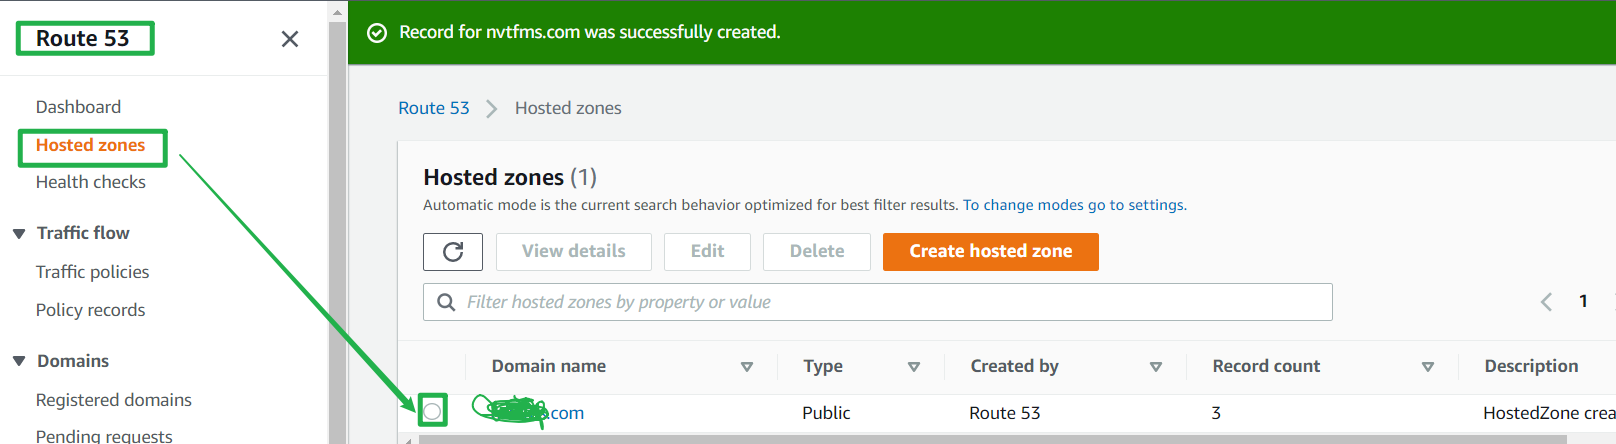 Route 53
Dashboard
Hosted zones
Health checks
Traffic flow
Traffic policies
Policy records
Domains
Registered domains
Pending requests
Record for nvtfms.com was successfully created.
Route 53 > Hosted zones
Hosted zones (1)
Automatic mode is the current search behavior optimized for best filter results. To change modes go to settings.
View details Edit Delete Create hosted zone
Filter hosted zones by property or value
1
Domain name Type Created by Record count Description
.com Public Route 53 3 HostedZone crea